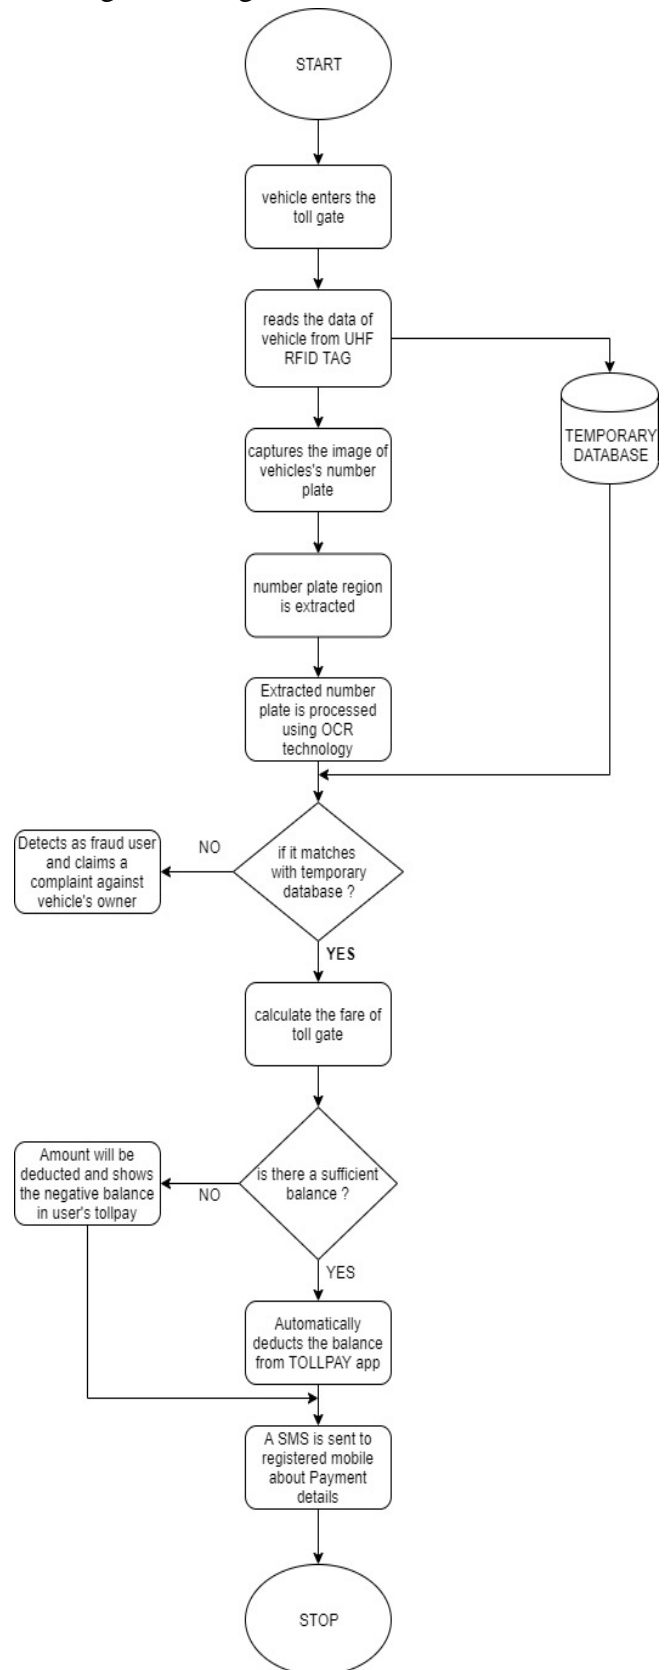 START
vehicle enters the
toll gate
reads the data of
vehicle from UHF
RFID TAG
TEMPORARY
DATABASE
captures the image of
vehicles's number
plate
number plate region
is extracted
Extracted number
plate is processed
using OCR
technology
if it matches
with temporary
database ?
NO
Detects as fraud user
and claims a
complaint against
vehicle's owner
YES
calculate the fare of
toll gate
is there a sufficient
balance ?
NO
Amount will be
deducted and shows
the negative balance
in user's tollpay
YES
Automatically
deducts the balance
from TOLLPAY app
A SMS is sent to
registered mobile
about Payment
details
STOP